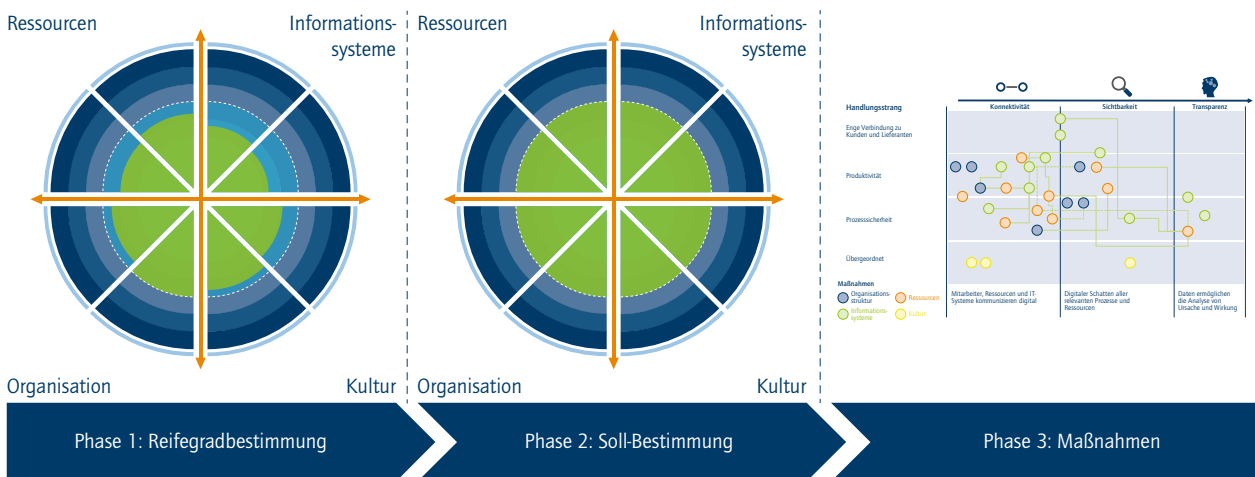 Ressourcen
Informations-
systeme
Organisation
Kultur
Phase 1: Reifegradbestimmung
Ressourcen
Informations-
systeme
Organisation
Kultur
Phase 2: Soll-Bestimmung
Handlungsstrang
Konnektivität
Sichtbarkeit
Transparenz
Enge Verbindung zu
Kunden und Lieferanten
Produktivität
Prozesssicherheit
Übergeordnet
Maßnahmen
Organisations-
struktur
Ressourcen
Informations-
systeme
Kultur
Mitarbeiter, Ressourcen und IT-
Systeme kommunizieren digital
Digitaler Schatten aller
relevanten Prozesse und
Ressourcen
Daten ermöglichen
die Analyse von
Ursache und Wirkung
Phase 3: Maßnahmen